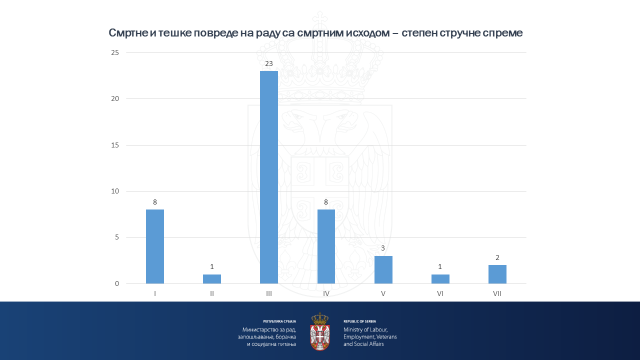 Смртне и тешке повреде на раду са смртним исходом – степен стручне спреме
25
20
15
10
5
0
8
1
23
8
3
1
2
I
II
III
IV
V
VI
VII
РЕПУБЛИКА СРБИЈА
Министарство за рад,
запошљавање, борачка
и социјална питања
REPUBLIC OF SERBIA
Ministry of Labour,
Employment, Veterans
and Social Affairs